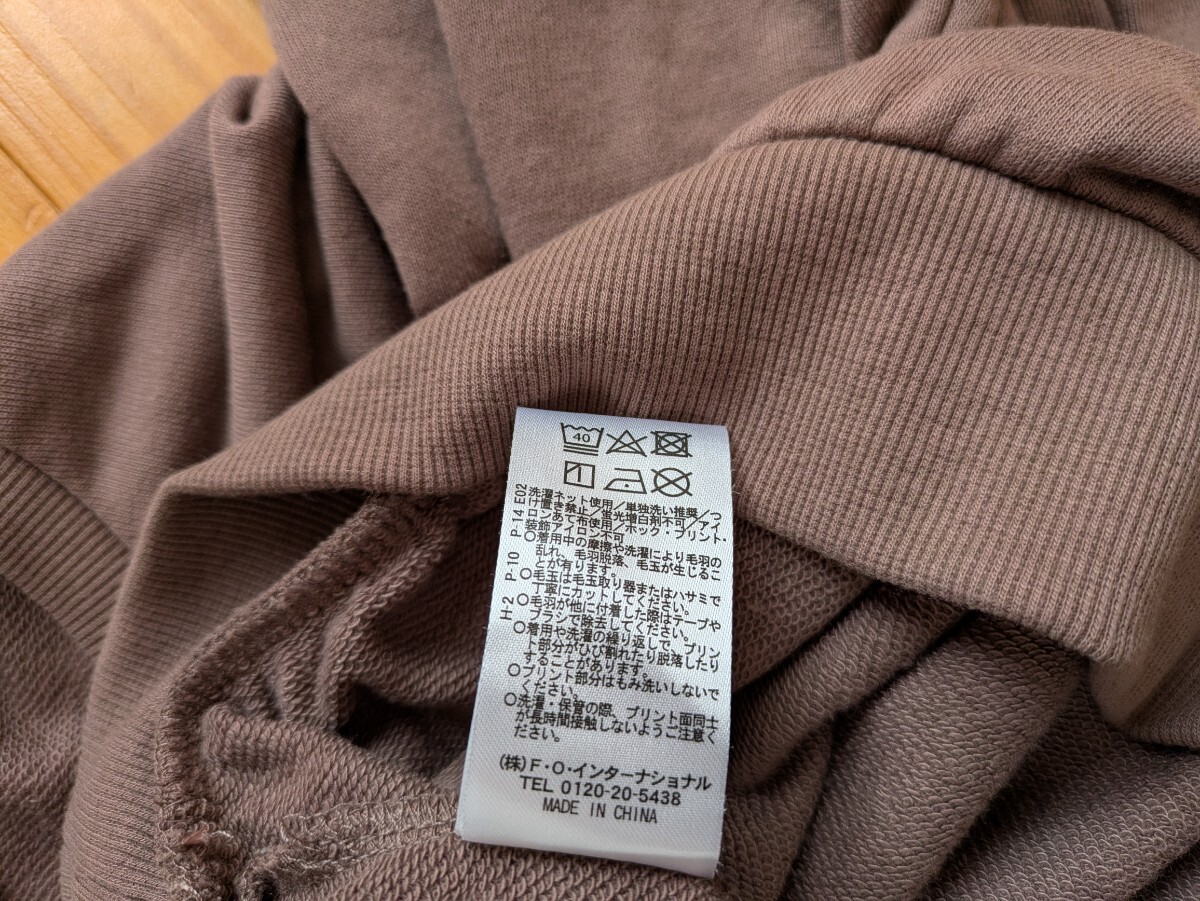 40
洗濯ネット使用/単独洗い推奨/つ
け置き禁止/蛍光増白剤不可/アイ
ロンあて布使用/ホック・プリント・
装飾アイロン不可
○着用中の摩擦や洗濯により毛羽の
乱れ、毛羽脱落、毛玉が生じるこ
とが有ります。
○毛玉は毛玉取り器またはハサミで
丁寧にカットしてください。
○毛羽が他に付着した際はテープや
ブラシで除去してください。
○着用や洗濯の繰り返しで、プリン
ト部分がひび割れたり脱落したり
することがあります。
○プリント部分はもみ洗いしないで
ください。
○洗濯・保管の際、プリント面同士
が長時間接触しないようご注意く
ださい。
H-2 P-10 P-14 E02
(株)F・O・インターナショナル
TEL 0120-20-5438
MADE IN CHINA